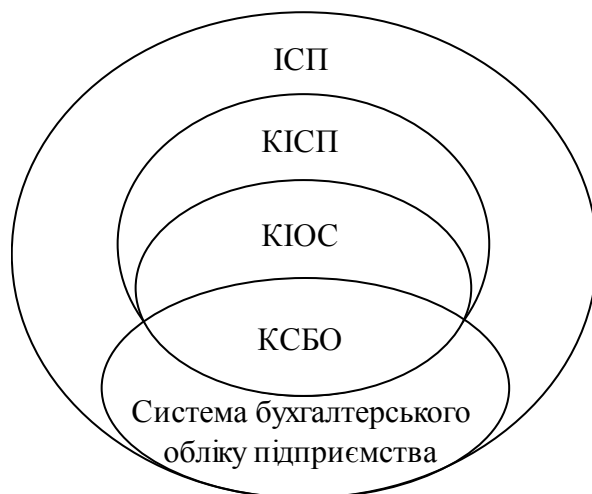 ІСП
КІСП
КІОС
КСБО
Система бухгалтерського
обліку підприємства